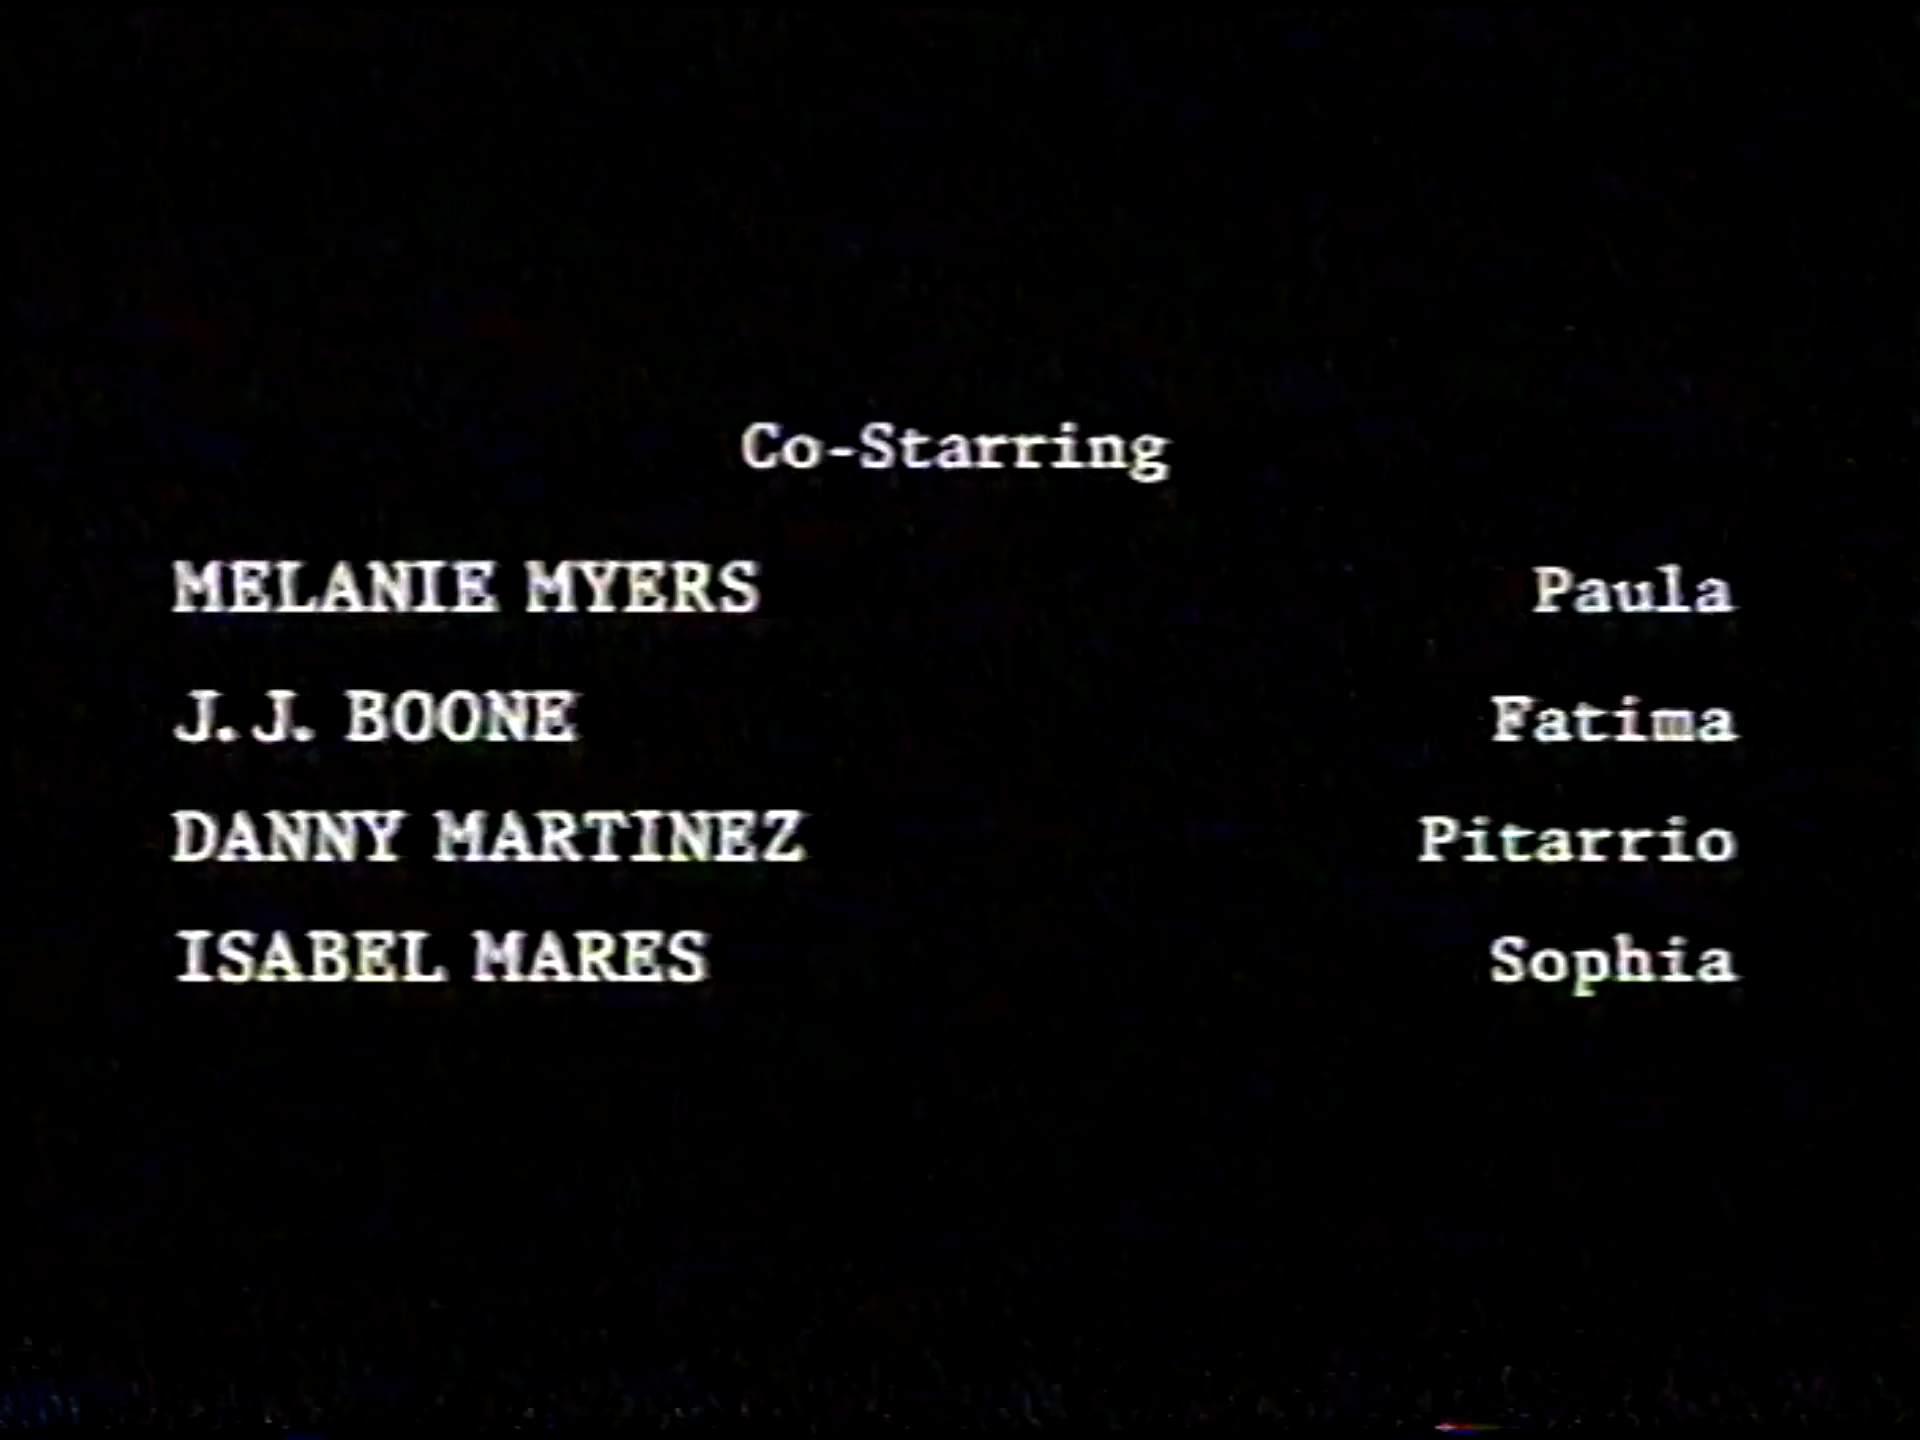 Co-Starring
MELANIE MYERS Paula
J.J. BOONE Fatima
DANNY MARTINEZ Pitarrio
ISABEL MARES Sophia